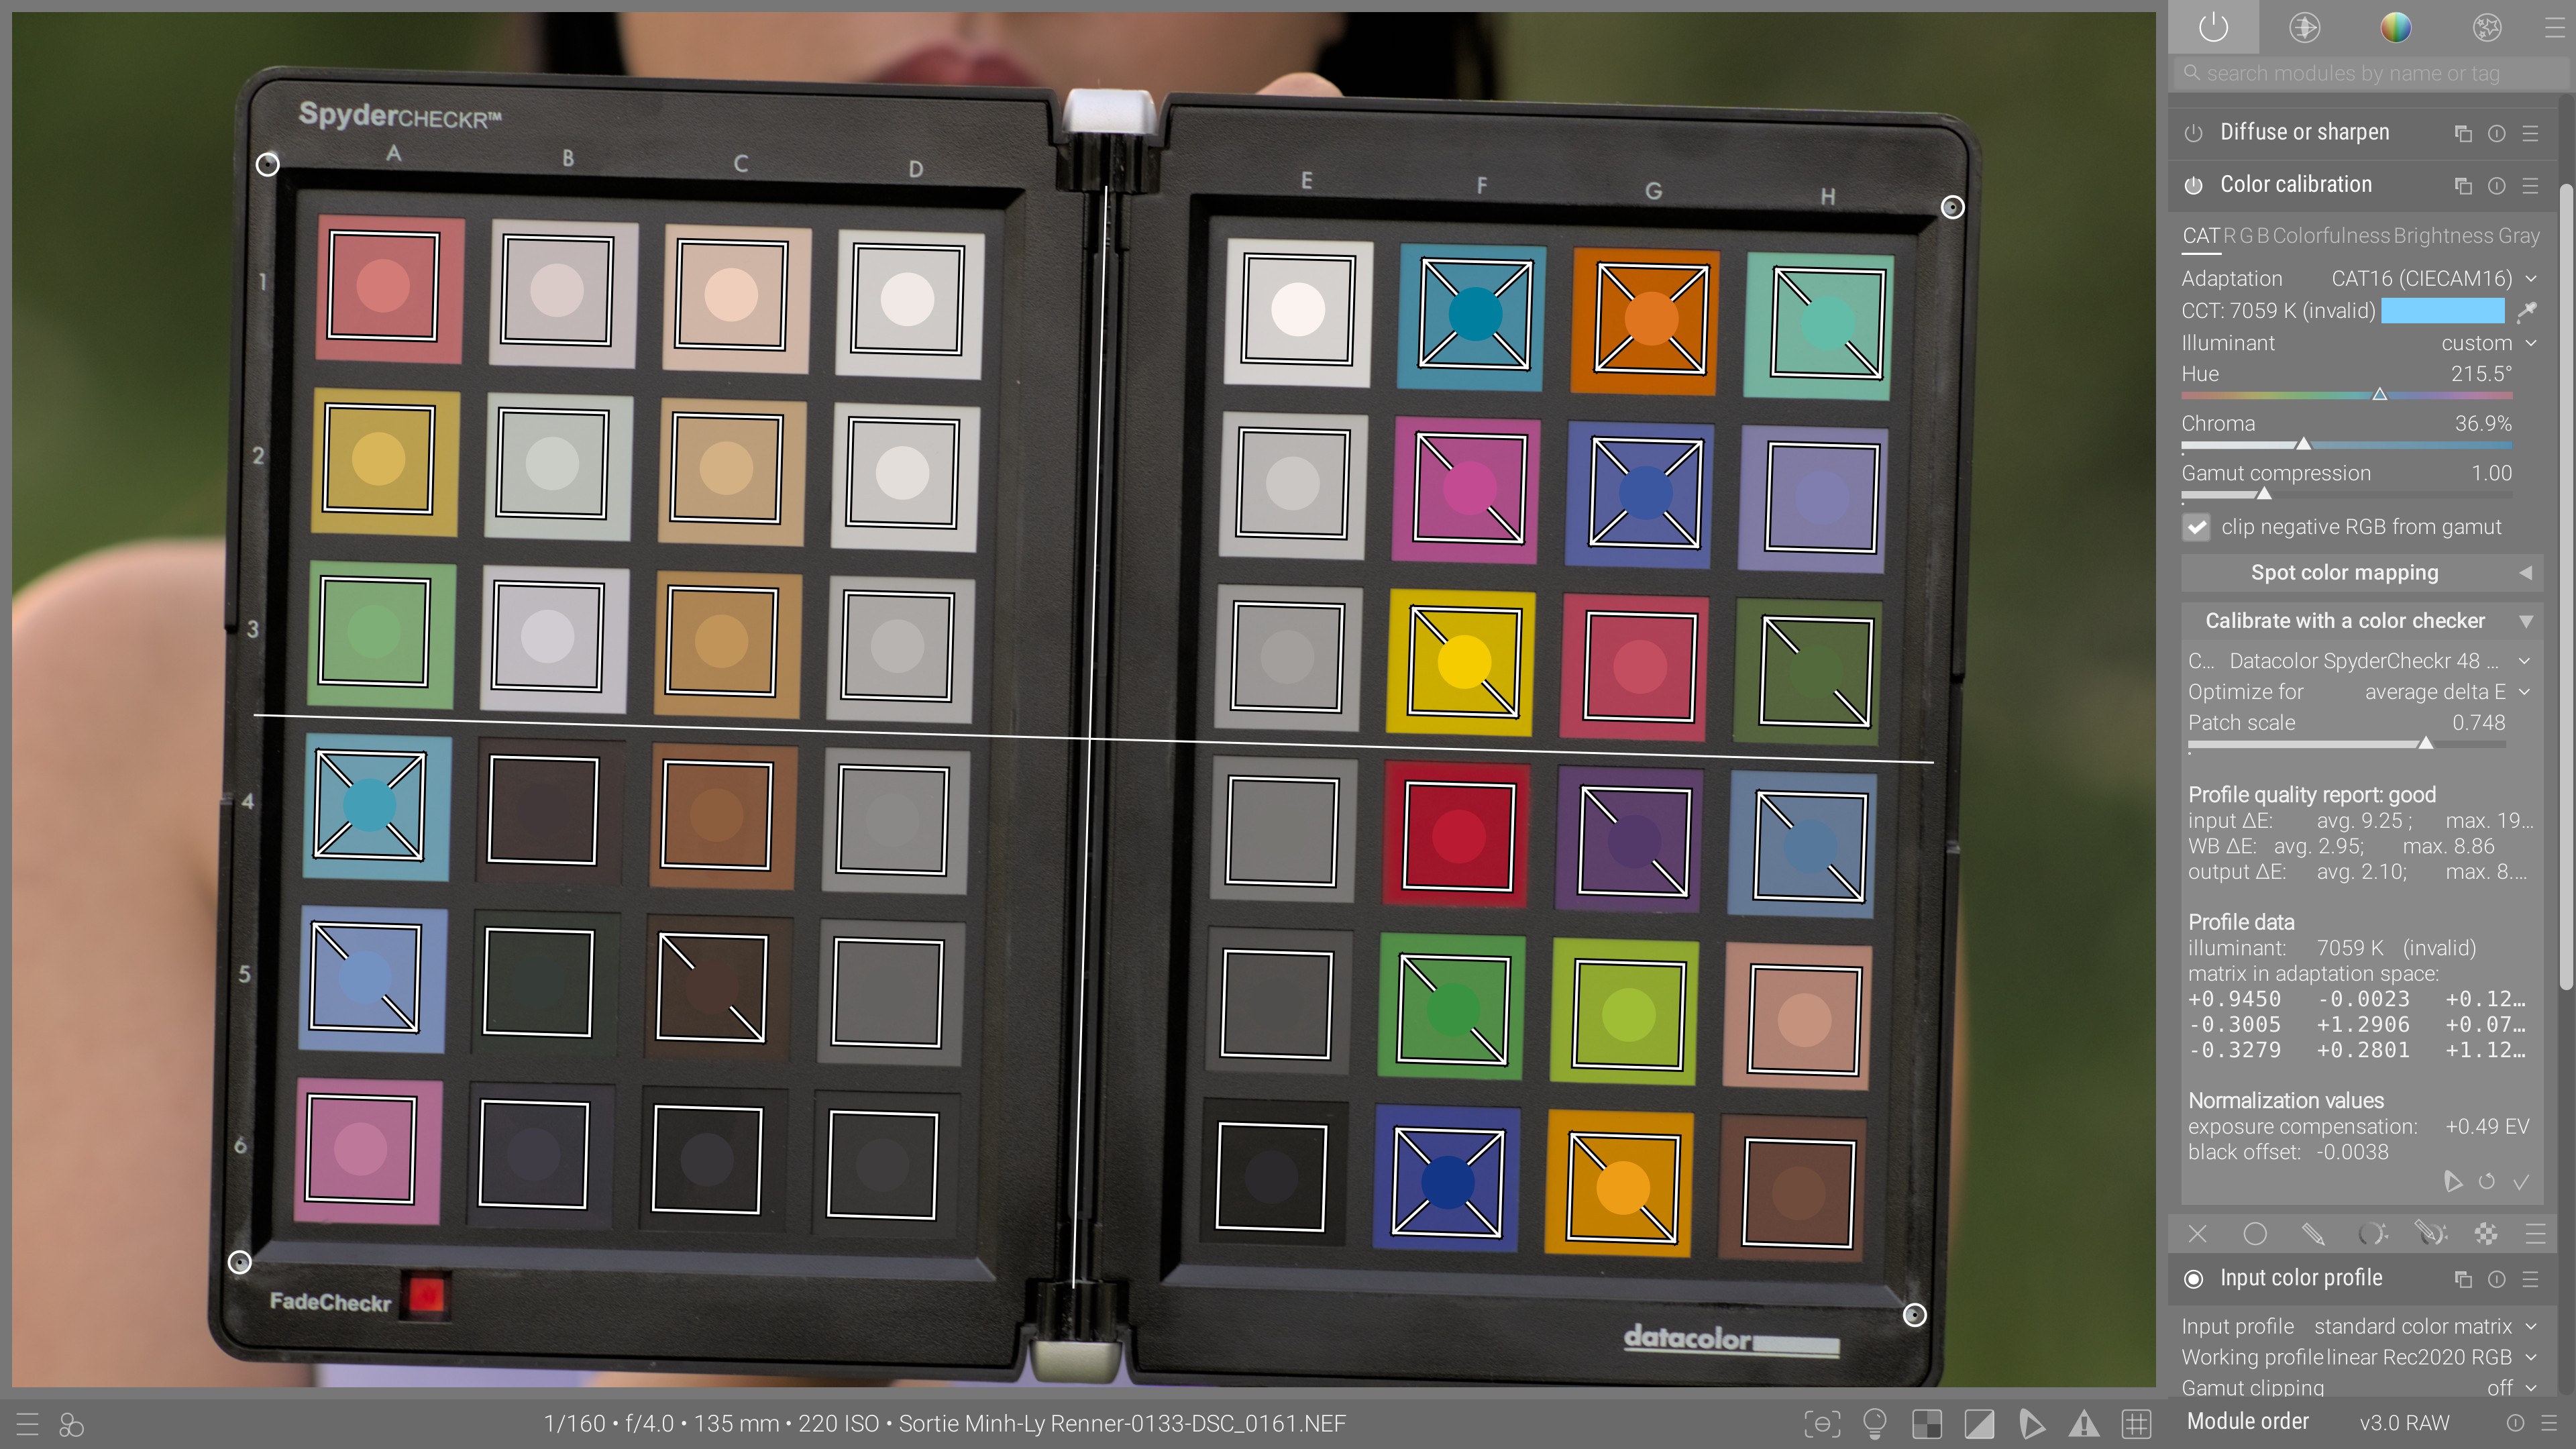 SpyderCHECKR™
A B C D
E F G H
1
2
3
4
5
6
FadeCheckr
datacolor
1/160 • f/4.0 • 135 mm • 220 ISO • Sortie Minh-Ly Renner-0133-DSC_0161.NEF
search modules by name or tag
Diffuse or sharpen
Color calibration
CAT R G B Colorfulness Brightness Gray
Adaptation CAT16 (CIECAM16)
CCT: 7059 K (invalid)
Illuminant custom
Hue 215.5°
Chroma 36.9%
Gamut compression 1.00
clip negative RGB from gamut
Spot color mapping
Calibrate with a color checker
C... Datacolor SpyderCheckr 48 ...
Optimize for average delta E
Patch scale 0.748
Profile quality report: good
input ΔE: avg. 9.25 ; max. 19...
WB ΔE: avg. 2.95; max. 8.86
output ΔE: avg. 2.10; max. 8....
Profile data
illuminant: 7059 K (invalid)
matrix in adaptation space:
+0.9450 -0.0023 +0.12...
-0.3005 +1.2906 +0.07...
-0.3279 +0.2801 +1.12...
Normalization values
exposure compensation: +0.49 EV
black offset: -0.0038
Input color profile
Input profile standard color matrix
Working profile linear Rec2020 RGB
Gamut clipping off
Module order v3.0 RAW